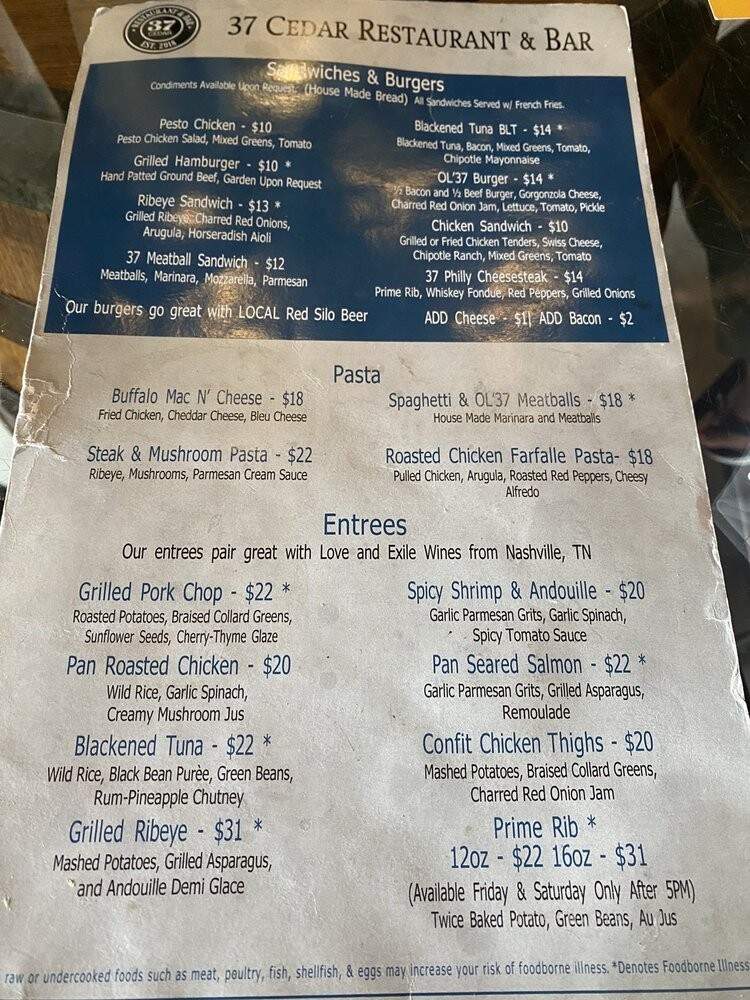 RESTAURANT & BAR
37
CEDAR
EST. 2018
37 CEDAR RESTAURANT & BAR
Sandwiches & Burgers
Condiments Available Upon Request. (House Made Bread) All Sandwiches Served w/ French Fries.
Pesto Chicken - $10
Pesto Chicken Salad, Mixed Greens, Tomato
Grilled Hamburger - $10 *
Hand Patted Ground Beef, Garden Upon Request
Ribeye Sandwich - $13 *
Grilled Ribeye, Charred Red Onions,
Arugula, Horseradish Aioli
37 Meatball Sandwich - $12
Meatballs, Marinara, Mozzarella, Parmesan
Our burgers go great with LOCAL Red Silo Beer
Blackened Tuna BLT - $14 *
Blackened Tuna, Bacon, Mixed Greens, Tomato,
Chipotle Mayonnaise
OL'37 Burger - $14 *
½ Bacon and ½ Beef Burger, Gorgonzola Cheese,
Charred Red Onion Jam, Lettuce, Tomato, Pickle
Chicken Sandwich - $10
Grilled or Fried Chicken Tenders, Swiss Cheese,
Chipotle Ranch, Mixed Greens, Tomato
37 Philly Cheesesteak - $14
Prime Rib, Whiskey Fondue, Red Peppers, Grilled Onions
ADD Cheese - $1| ADD Bacon - $2
Pasta
Buffalo Mac N' Cheese - $18
Fried Chicken, Cheddar Cheese, Bleu Cheese
Steak & Mushroom Pasta - $22
Ribeye, Mushrooms, Parmesan Cream Sauce
Spaghetti & OL'37 Meatballs - $18 *
House Made Marinara and Meatballs
Roasted Chicken Farfalle Pasta- $18
Pulled Chicken, Arugula, Roasted Red Peppers, Cheesy
Alfredo
Entrees
Our entrees pair great with Love and Exile Wines from Nashville, TN
Grilled Pork Chop - $22 *
Roasted Potatoes, Braised Collard Greens,
Sunflower Seeds, Cherry-Thyme Glaze
Pan Roasted Chicken - $20
Wild Rice, Garlic Spinach,
Creamy Mushroom Jus
Blackened Tuna - $22 *
Wild Rice, Black Bean Purèe, Green Beans,
Rum-Pineapple Chutney
Grilled Ribeye - $31 *
Mashed Potatoes, Grilled Asparagus,
and Andouille Demi Glace
Spicy Shrimp & Andouille - $20
Garlic Parmesan Grits, Garlic Spinach,
Spicy Tomato Sauce
Pan Seared Salmon - $22 *
Garlic Parmesan Grits, Grilled Asparagus,
Remoulade
Confit Chicken Thighs - $20
Mashed Potatoes, Braised Collard Greens,
Charred Red Onion Jam
Prime Rib *
12oz - $22 16oz - $31
(Available Friday & Saturday Only After 5PM)
Twice Baked Potato, Green Beans, Au Jus
raw or undercooked foods such as meat, poultry, fish, shellfish, & eggs may increase your risk of foodborne illness. *Denotes Foodborne Illness